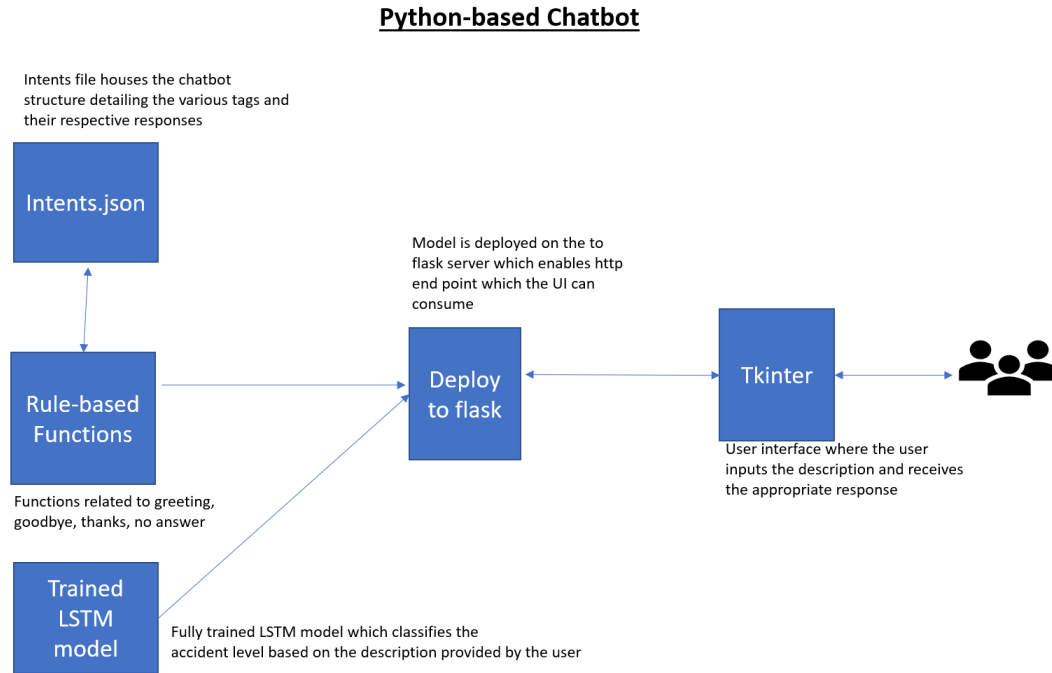 Python-based Chatbot
Intents file houses the chatbot
structure detailing the various tags and
their respective responses
Intents.json
Model is deployed on the to
flask server which enables http
end point which the UI can
consume
Rule-based
Functions
Deploy
to flask
Tkinter
Functions related to greeting,
goodbye, thanks, no answer
User interface where the user
inputs the description and receives
the appropriate response
Trained
LSTM
model
Fully trained LSTM model which classifies the
accident level based on the description provided by the user